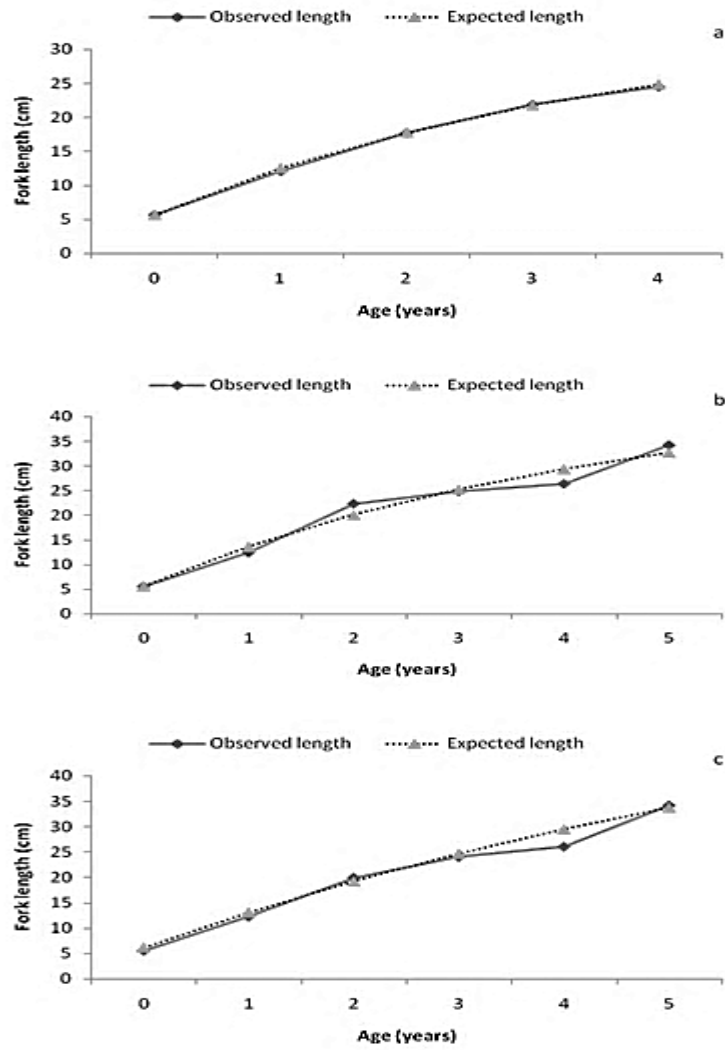 Observed length Expected length a
30
25
20
15
10
5
0
Fork length (cm)
0 1 2 3 4
Age (years)
Observed length Expected length b
40
35
30
25
20
15
10
5
0
Fork length (cm)
0 1 2 3 4 5
Age (years)
Observed length Expected length c
40
35
30
25
20
15
10
5
0
Fork length (cm)
0 1 2 3 4 5
Age (years)